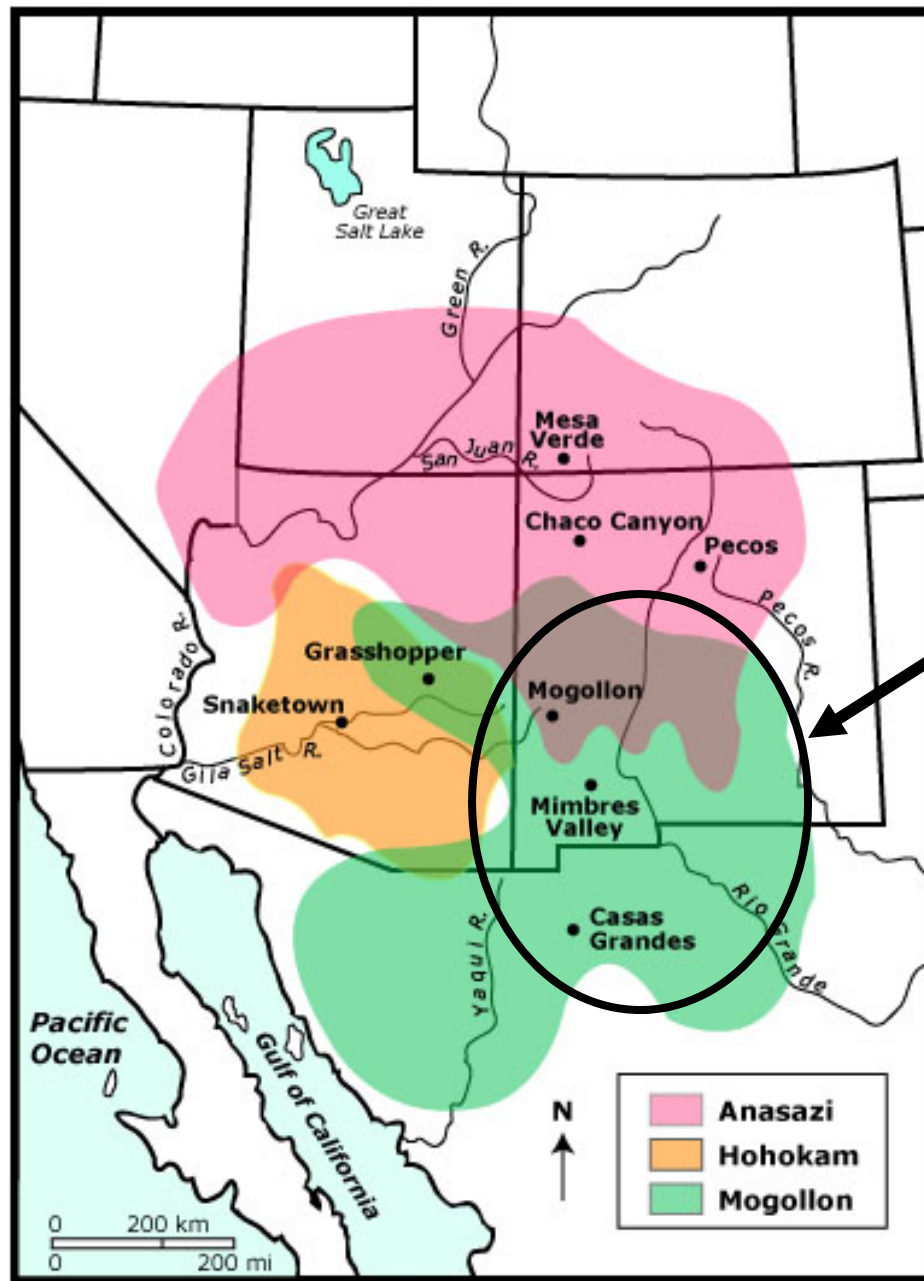 Great
Salt Lake
Green R.
Mesa
Verde
San Juan R.
Chaco Canyon
Pecos
Pecos R.
Grasshopper
Mogollon
Snaketown
Colorado R.
Gila Salt R.
Mimbres
Valley
Casas
Grandes
Rio Grande
Yaqui R.
Pacific
Ocean
Gulf of California
N
Anasazi
Hohokam
Mogollon
0 200 km
0 200 mi